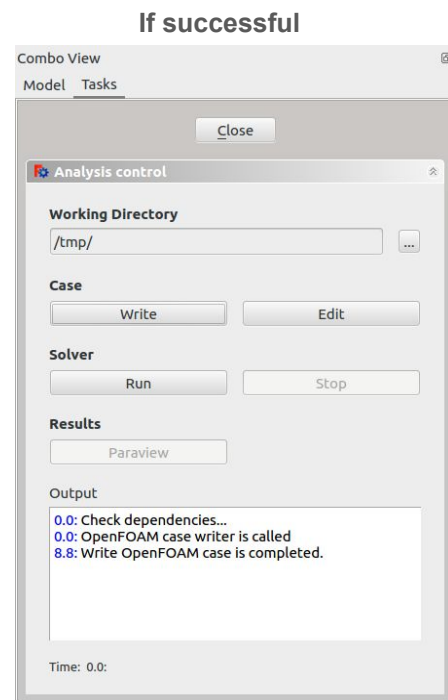 If successful
Combo View
Model Tasks
Close
Analysis control
Working Directory
/tmp/
...
Case
Write Edit
Solver
Run Stop
Results
Paraview
Output
0.0: Check dependencies...
0.0: OpenFOAM case writer is called
8.8: Write OpenFOAM case is completed.
Time: 0.0: